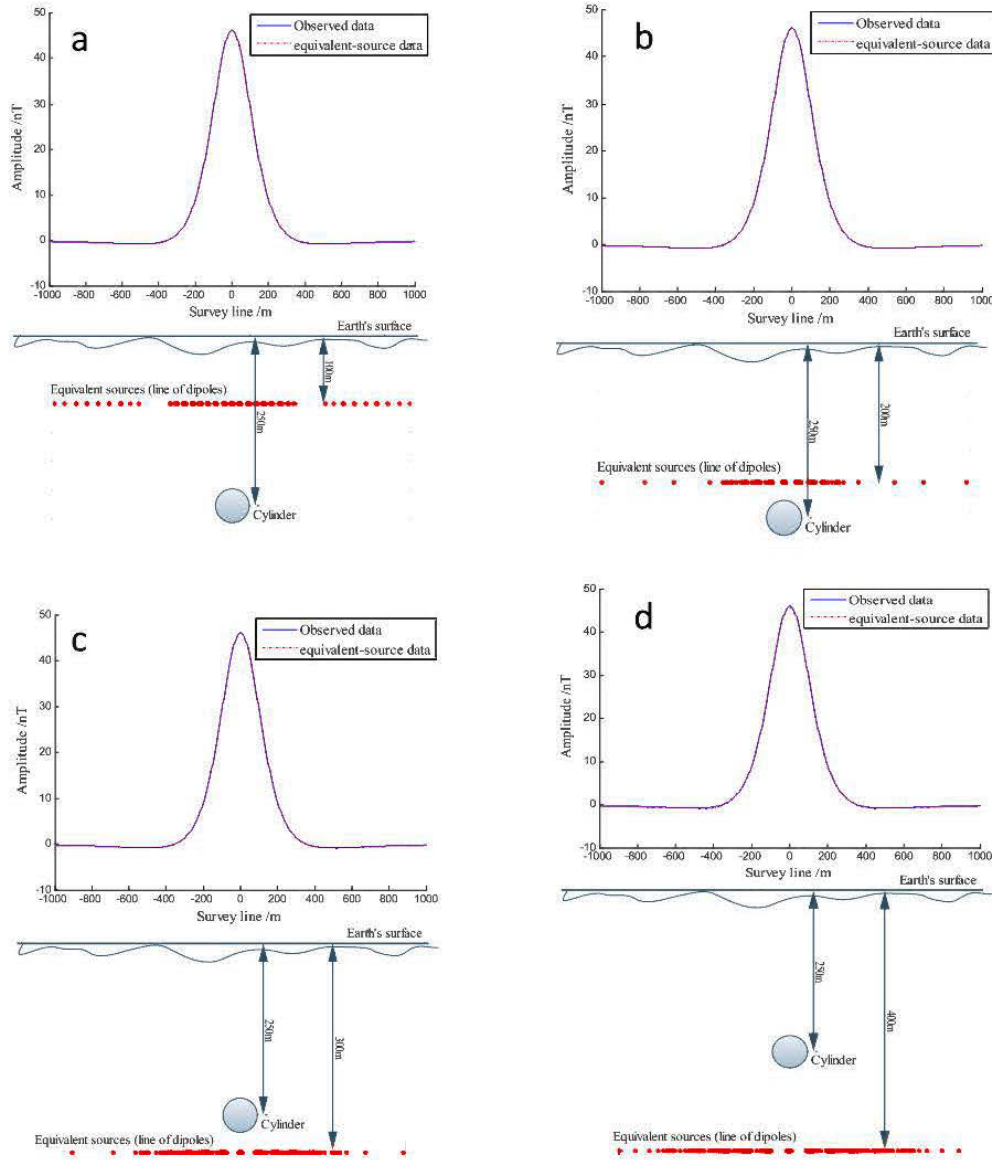 a
Observed data
equivalent-source data
Amplitude /nT
50
40
30
20
10
0
-10
-1000 -800 -600 -400 -200 0 200 400 600 800 1000
Survey line /m
Earth's surface
100m
Equivalent sources (line of dipoles)
250m
Cylinder
b
Observed data
equivalent-source data
Amplitude /nT
50
40
30
20
10
0
-10
-1000 -800 -600 -400 -200 0 200 400 600 800 1000
Survey line /m
Earth's surface
200m
250m
Equivalent sources (line of dipoles)
Cylinder
c
Observed data
equivalent-source data
Amplitude /nT
50
40
30
20
10
0
-10
-1000 -800 -600 -400 -200 0 200 400 600 800 1000
Survey line /m
Earth's surface
250m
300m
Cylinder
Equivalent sources (line of dipoles)
d
Observed data
equivalent-source data
Amplitude /nT
50
40
30
20
10
0
-10
-1000 -800 -600 -400 -200 0 200 400 600 800 1000
Survey line /m
Earth's surface
250m
400m
Cylinder
Equivalent sources (line of dipoles)